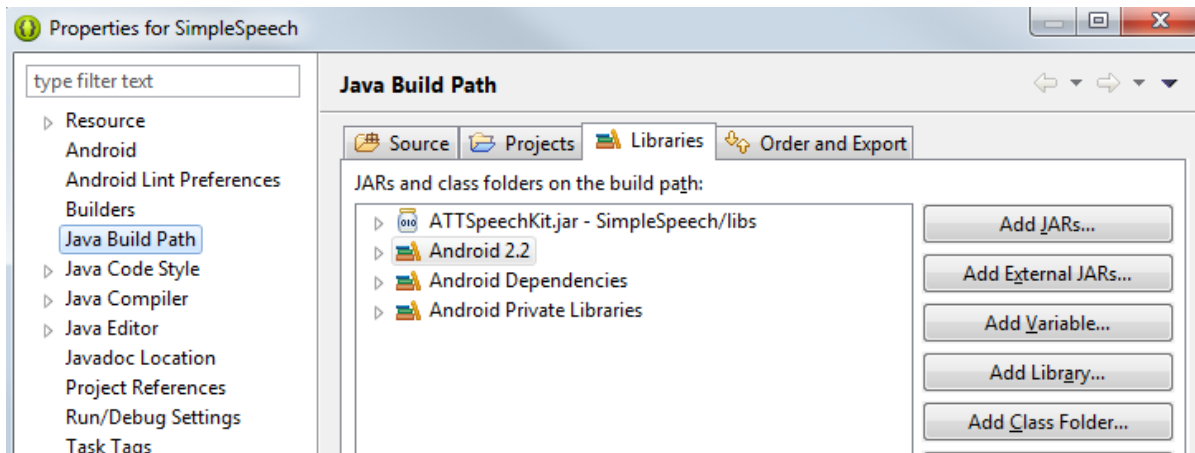 Properties for SimpleSpeech
type filter text
Resource
Android
Android Lint Preferences
Builders
Java Build Path
Java Code Style
Java Compiler
Java Editor
Javadoc Location
Project References
Run/Debug Settings
Task Tags
Java Build Path
Source Projects Libraries Order and Export
JARs and class folders on the build path:
ATTSpeechKit.jar - SimpleSpeech/libs
Android 2.2
Android Dependencies
Android Private Libraries
Add JARs...
Add External JARs...
Add Variable...
Add Library...
Add Class Folder...